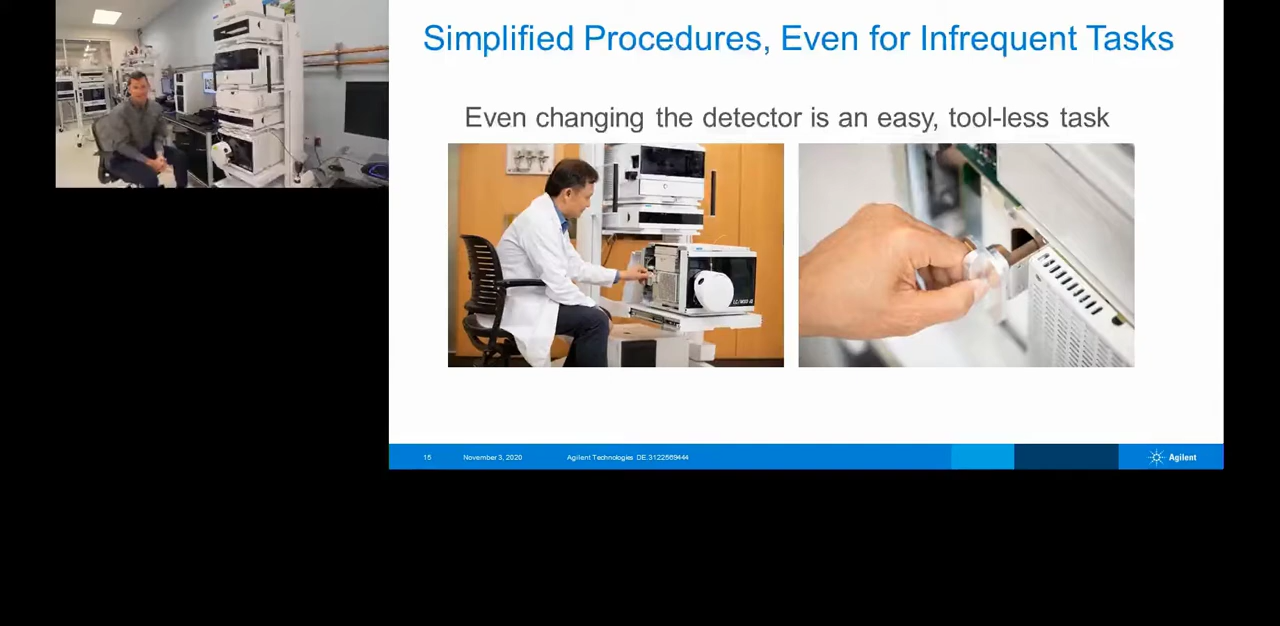 Simplified Procedures, Even for Infrequent Tasks
Even changing the detector is an easy, tool-less task
15 November 3, 2020 Agilent Technologies DE.3122569444 Agilent